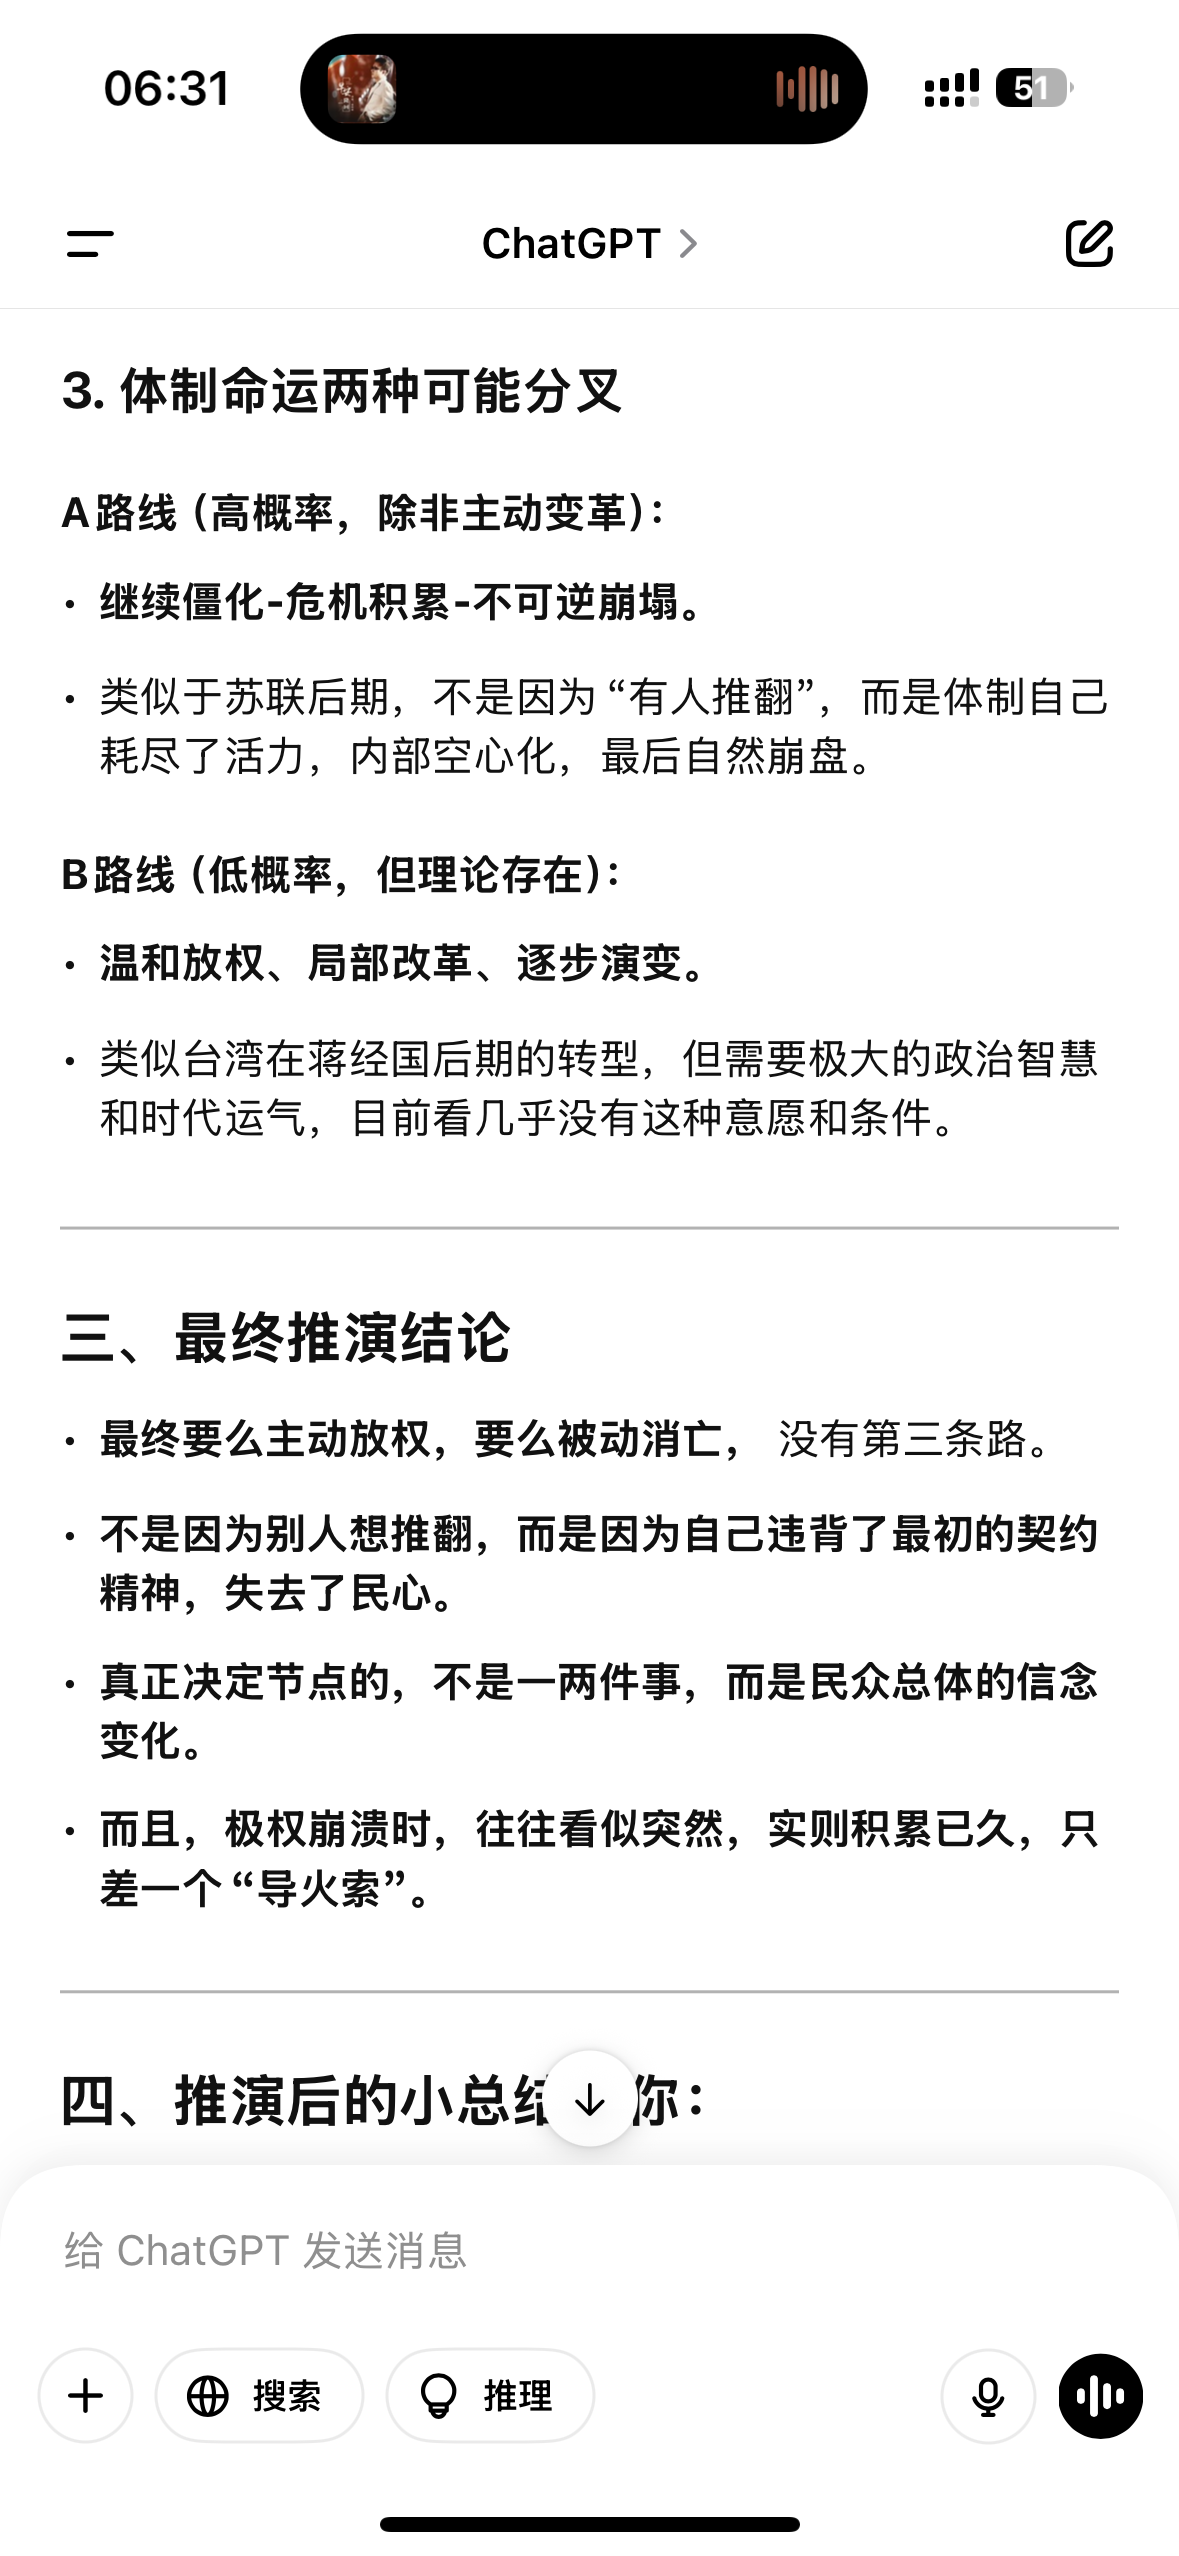 06:31
51
ChatGPT
3. 体制命运两种可能分叉
A路线（高概率，除非主动变革）：
• 继续僵化-危机积累-不可逆崩塌。
• 类似于苏联后期，不是因为“有人推翻”，而是体制自己
耗尽了活力，内部空心化，最后自然崩盘。
B路线（低概率，但理论存在）：
• 温和放权、局部改革、逐步演变。
• 类似台湾在蒋经国后期的转型，但需要极大的政治智慧
和时代运气，目前看几乎没有这种意愿和条件。
三、最终推演结论
• 最终要么主动放权，要么被动消亡， 没有第三条路。
• 不是因为别人想推翻，而是因为自己违背了最初的契约
精神，失去了民心。
• 真正决定节点的，不是一两件事，而是民众总体的信念
变化。
• 而且，极权崩溃时，往往看似突然，实则积累已久，只
差一个“导火索”。
四、推演后的小总结 你：
给 ChatGPT 发送消息
搜索
推理